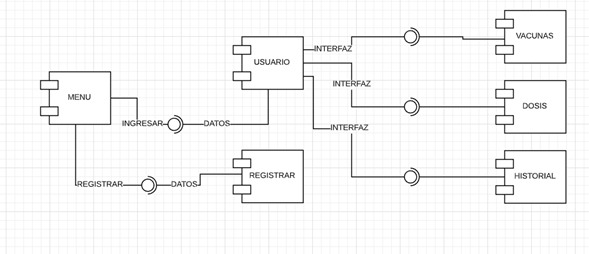 VACUNAS
INTERFAZ
USUARIO
INTERFAZ
MENU
DOSIS
INGRESAR
DATOS
INTERFAZ
REGISTRAR
DATOS
REGISTRAR
HISTORIAL